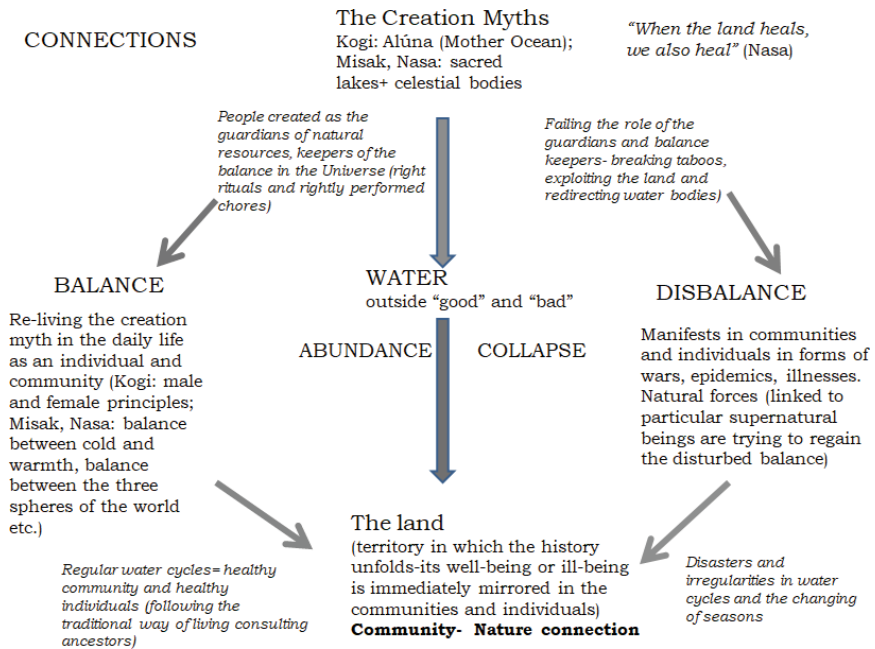 CONNECTIONS
The Creation Myths
Kogi: Alúna (Mother Ocean);
Misak, Nasa: sacred
lakes+ celestial bodies
“When the land heals,
we also heal” (Nasa)
People created as the
guardians of natural
resources, keepers of the
balance in the Universe (right
rituals and rightly performed
chores)
Failing the role of the
guardians and balance
keepers- breaking taboos,
exploiting the land and
redirecting water bodies)
BALANCE
Re-living the creation
myth in the daily life
as an individual and
community (Kogi: male
and female principles;
Misak, Nasa: balance
between cold and
warmth, balance
between the three
spheres of the world
etc.)
WATER
outside “good” and “bad”
ABUNDANCE
COLLAPSE
DISBALANCE
Manifests in communities
and individuals in forms of
wars, epidemics, illnesses.
Natural forces (linked to
particular supernatural
beings are trying to regain
the disturbed balance)
The land
(territory in which the history
unfolds-its well-being or ill-being
is immediately mirrored in the
communities and individuals)
Community- Nature connection
Regular water cycles= healthy
community and healthy
individuals (following the
traditional way of living consulting
ancestors)
Disasters and
irregularities in water
cycles and the changing
of seasons